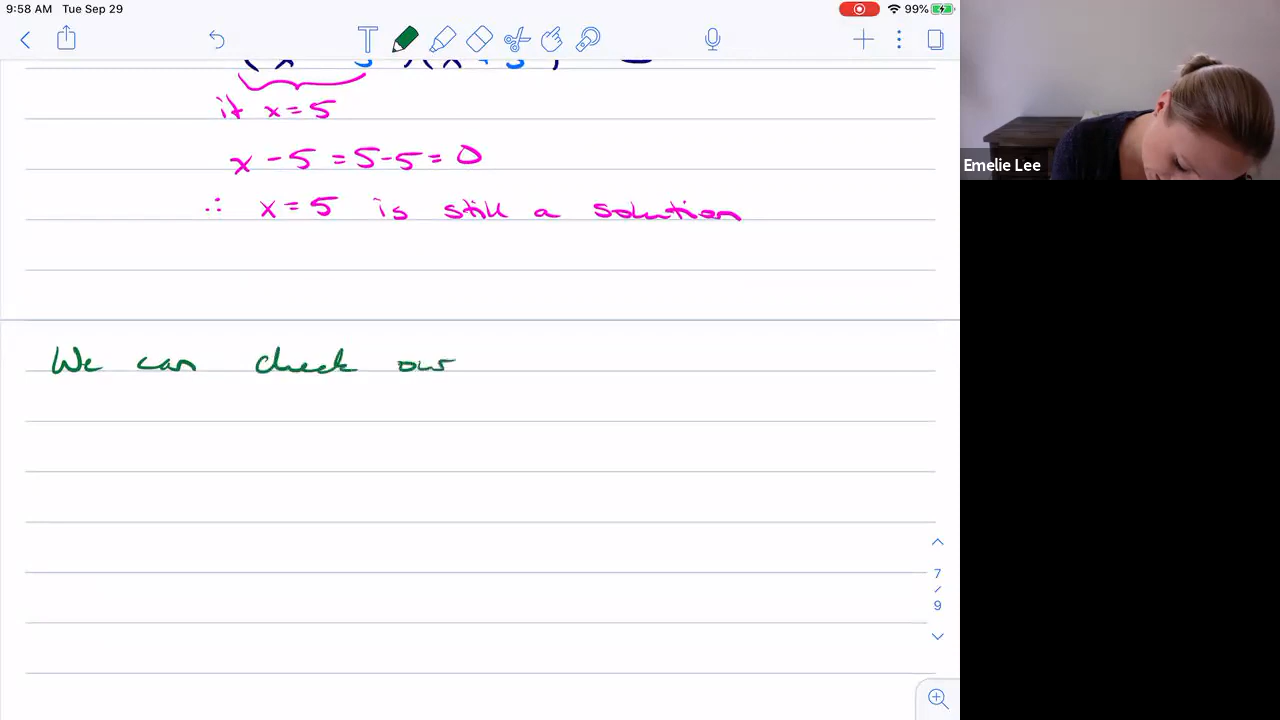 9:58 AM Tue Sep 29
99%
if x = 5
x - 5 = 5 - 5 = 0
∴ x = 5 is still a solution
Emelie Lee
We can check our
7
/
9